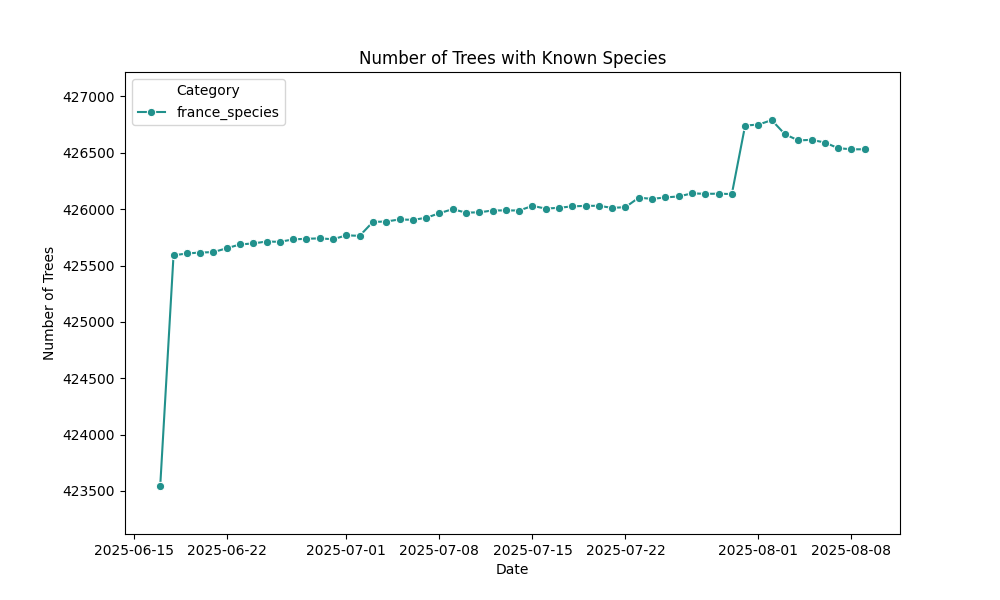 Number of Trees with Known Species
Category
france_species
427000
426500
426000
425500
425000
424500
424000
423500
Number of Trees
2025-06-15 2025-06-22 2025-07-01 2025-07-08 2025-07-15 2025-07-22 2025-08-01 2025-08-08
Date